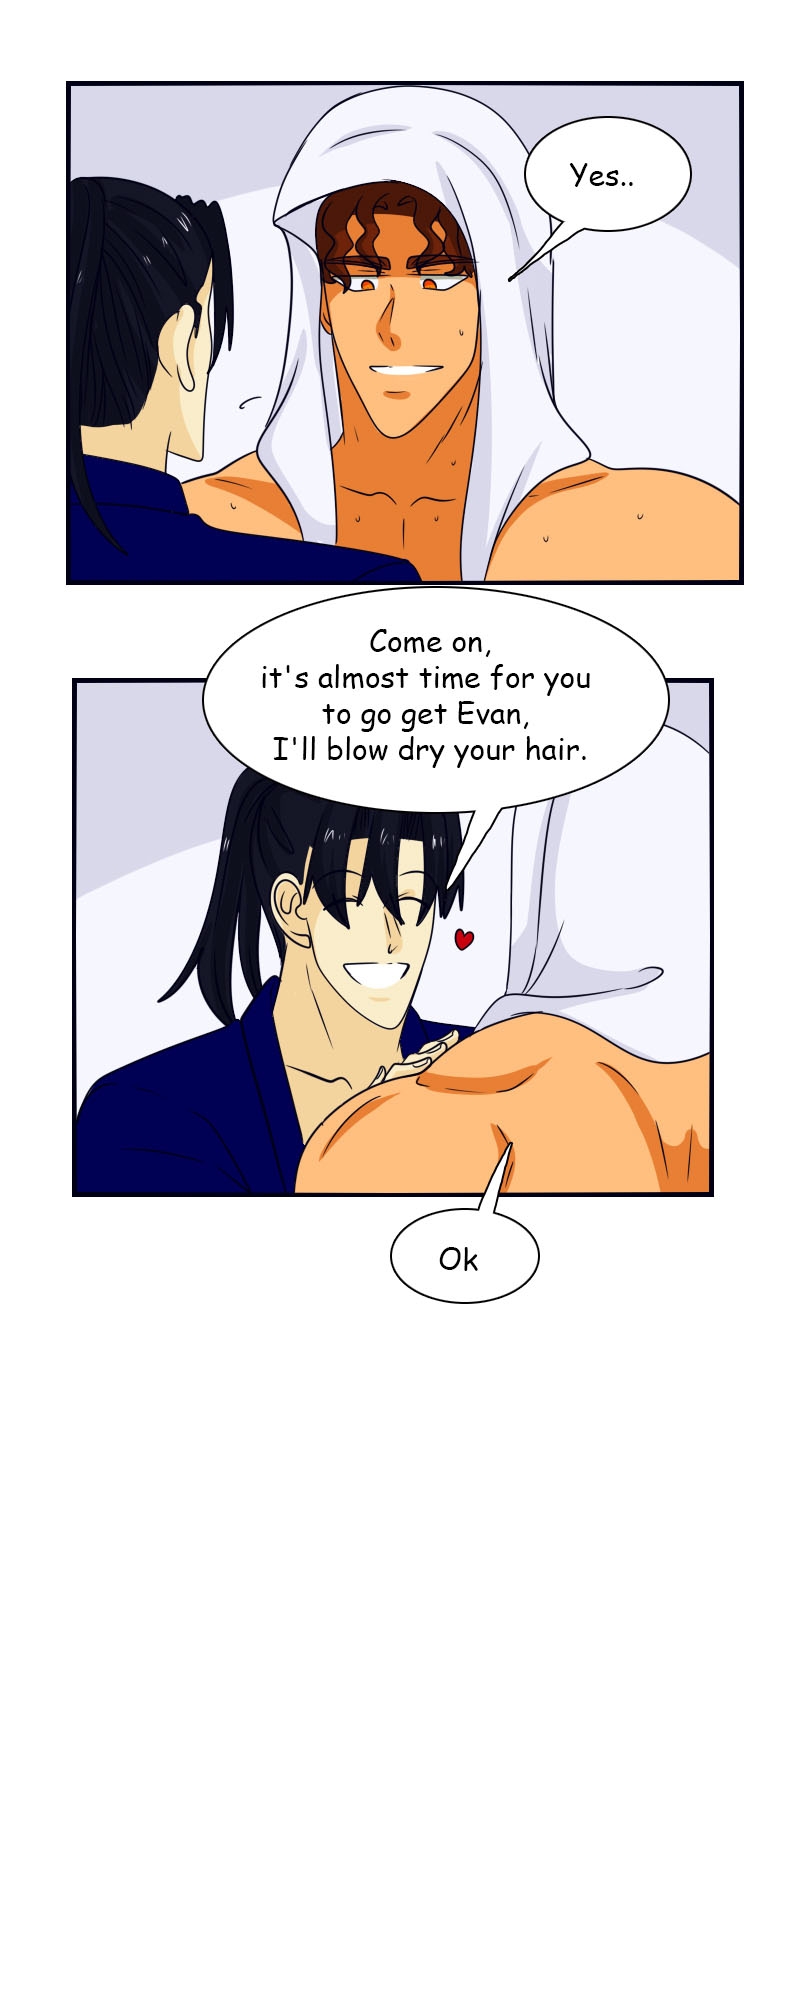 Yes..
Come on,
it's almost time for you
to go get Evan,
I'll blow dry your hair.
Ok